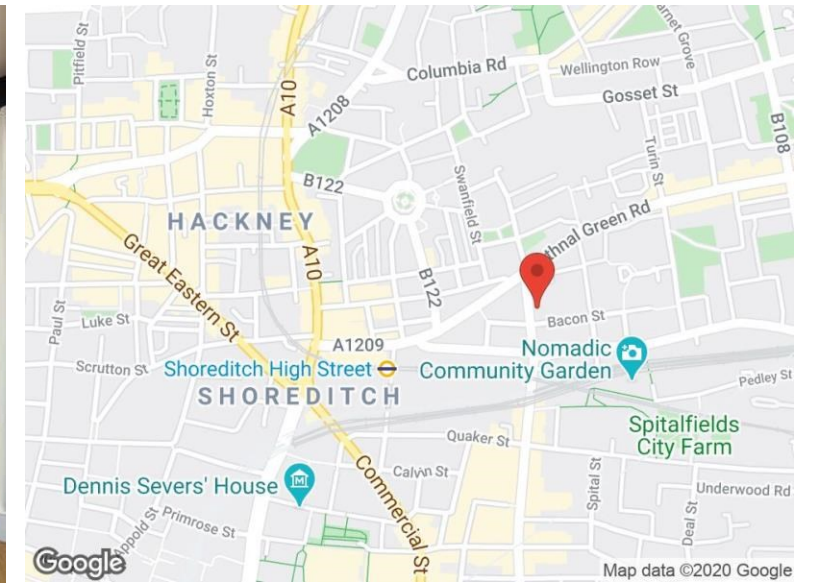 Pitfield St
Hoxton St
A10
A1208
Columbia Rd
Wellington Row
Gosset St
B108
Turin St
Swanfield St
B122
HACKNEY
A10
B122
Great Eastern St
Paul St
Luke St
Scrutton St
A1209
Shoreditch High Street
SHOREDITCH
Bacon St
Nomadic
Community Garden
Pedley St
Spitalfields
City Farm
Quaker St
Calvin St
Commercial St
Dennis Severs' House
Appold St
Primrose St
Spital St
Deal St
Underwood Rd
Google
Map data ©2020 Google